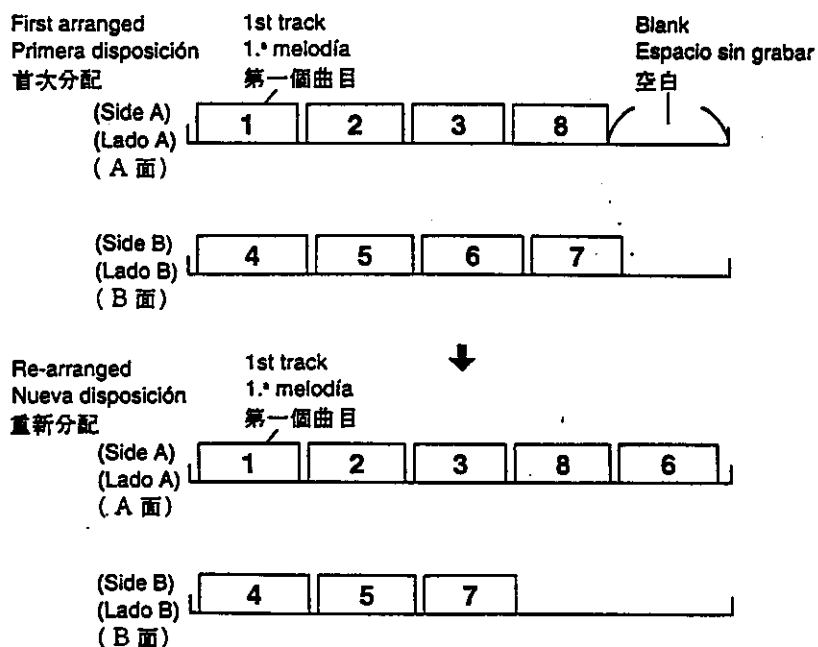 First arranged
Primera disposición
首次分配
1st track
1.ª melodía
第一個曲目
Blank
Espacio sin grabar
空白
(Side A)
(Lado A)
( A 面)
1 2 3 8
(Side B)
(Lado B)
( B 面)
4 5 6 7
Re-arranged
Nueva disposición
重新分配
1st track
1.ª melodía
第一個曲目
(Side A)
(Lado A)
( A 面)
1 2 3 8 6
(Side B)
(Lado B)
( B 面)
4 5 7